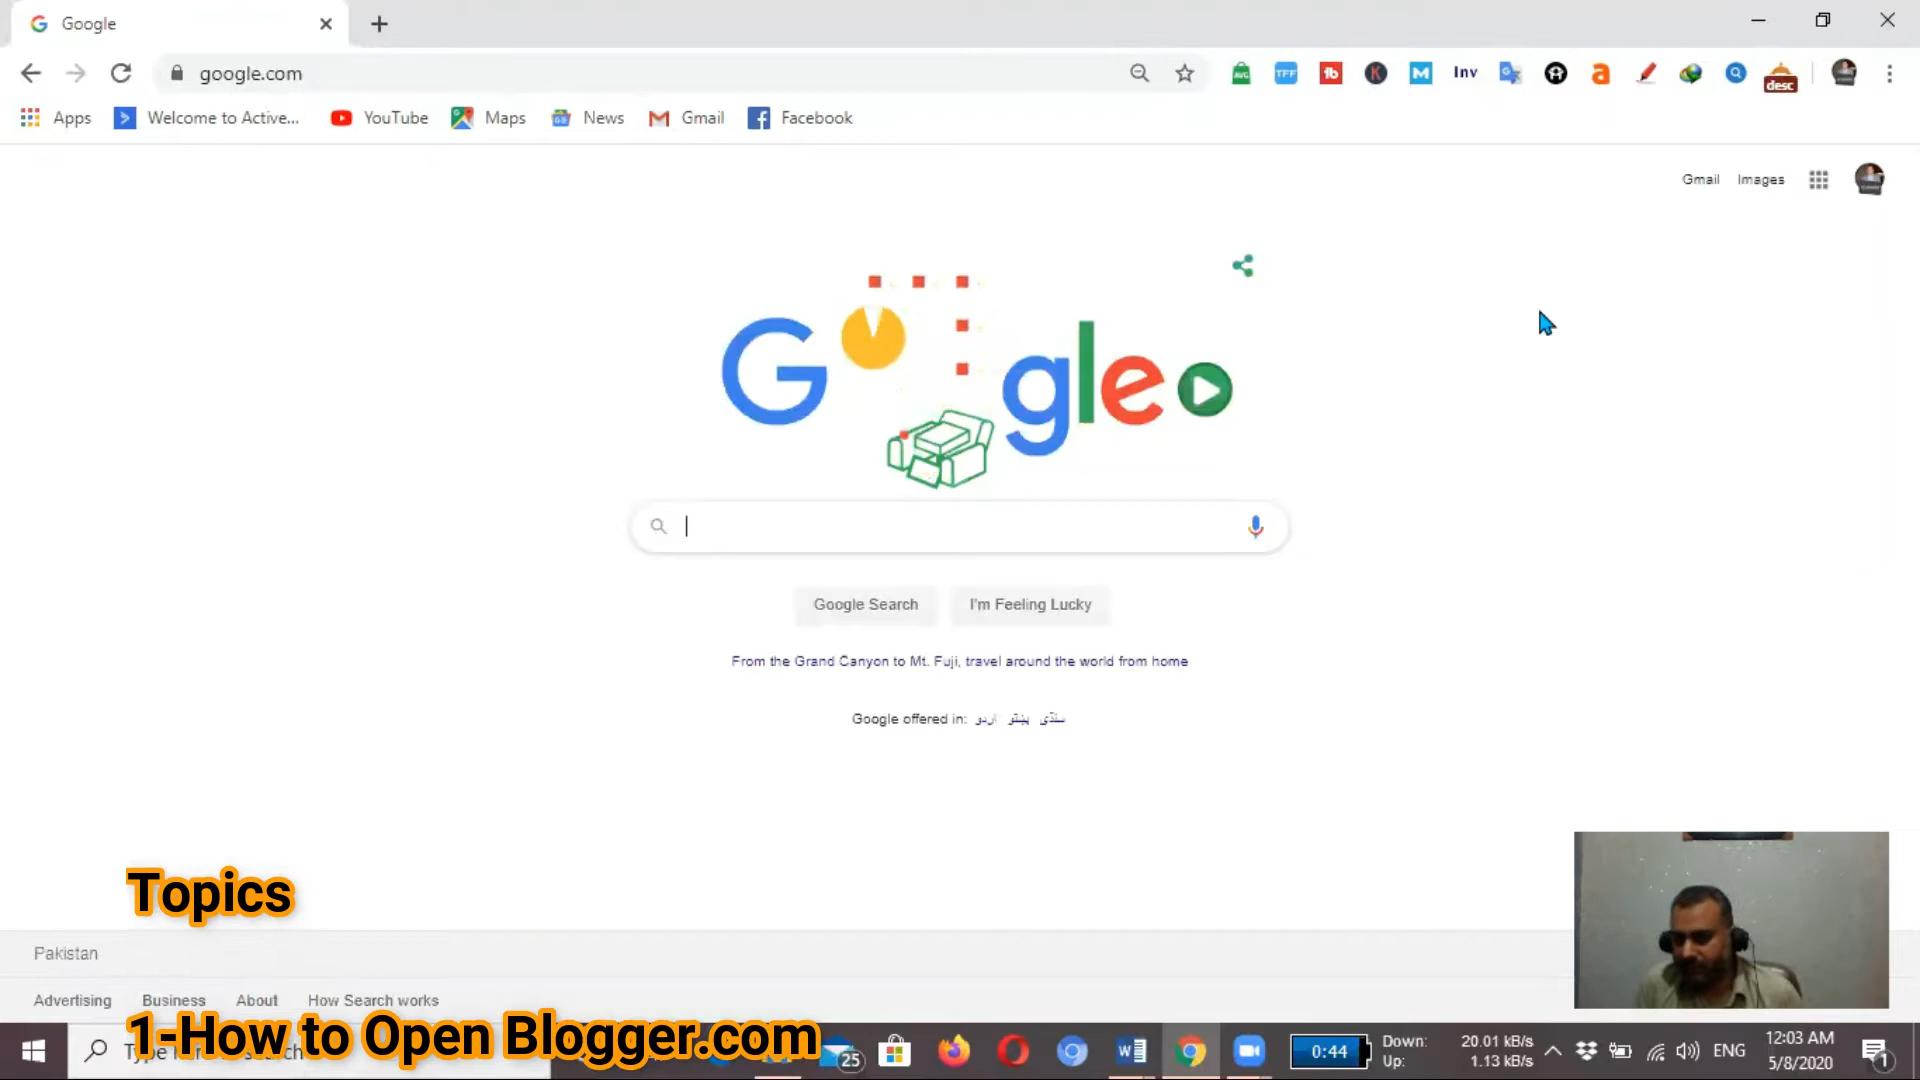 Google
google.com
Inv
desc
Apps
Welcome to Active...
YouTube
Maps
News
Gmail
Facebook
Gmail
Images
Google
Google Search
I'm Feeling Lucky
From the Grand Canyon to Mt. Fuji, travel around the world from home
Google offered in: اردو پښتو سنڌي
Topics
Pakistan
Advertising
Business
About
How Search works
1-How to Open Blogger.com
25
0:44
Down: 20.01 kB/s
Up: 1.13 kB/s
ENG
12:03 AM
5/8/2020
1